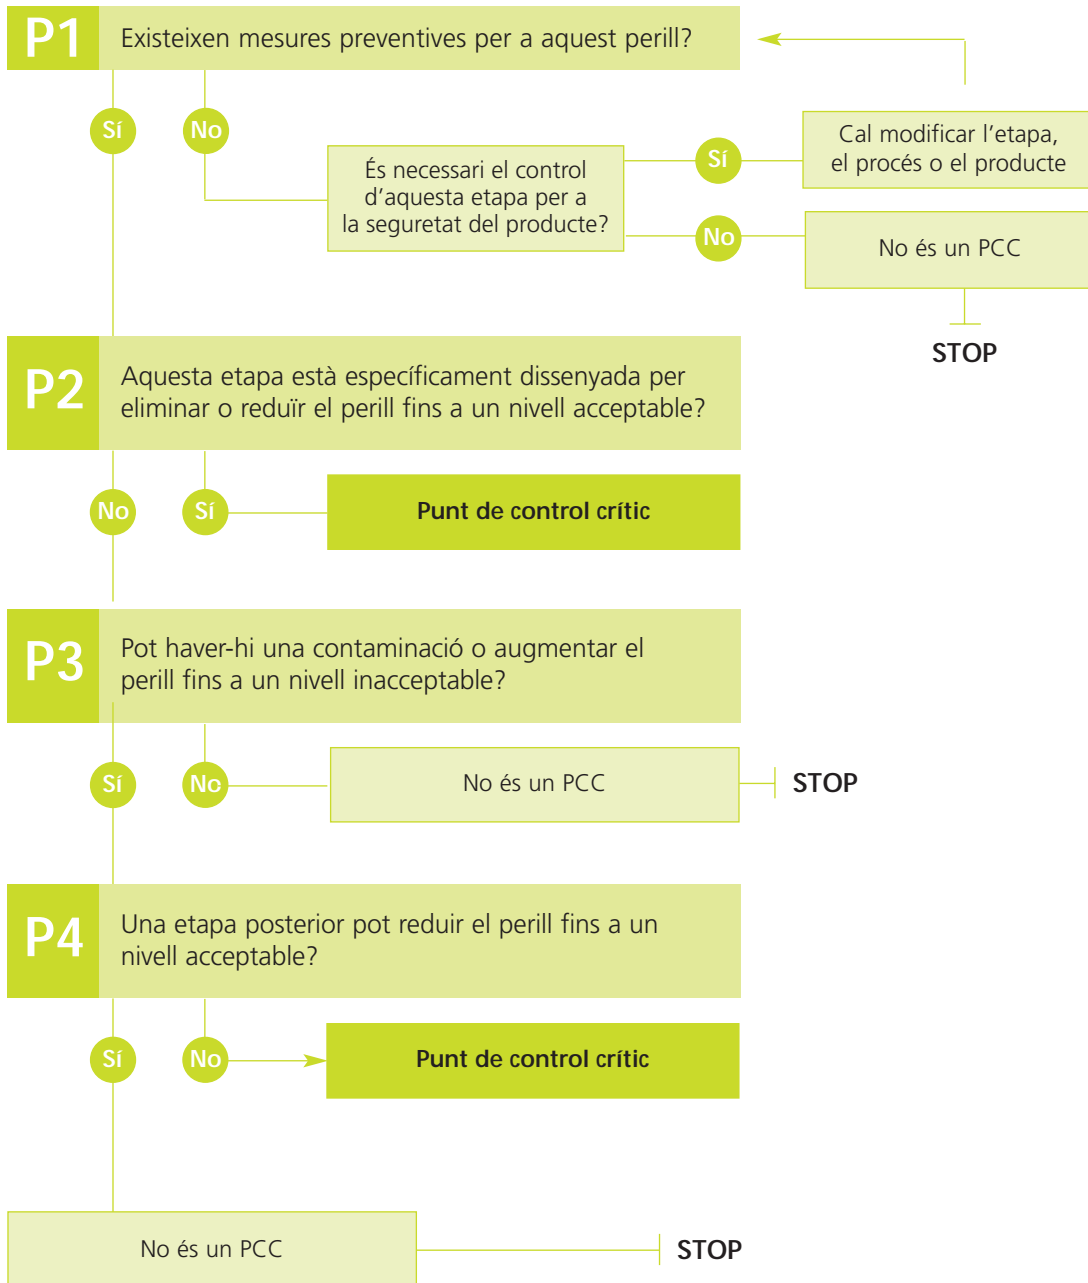 P1
Existeixen mesures preventives per a aquest perill?
Sí
No
És necessari el control
d'aquesta etapa per a
la seguretat del producte?
Sí
Cal modificar l'etapa,
el procés o el producte
No
No és un PCC
STOP
P2
Aquesta etapa està específicament dissenyada per
eliminar o reduïr el perill fins a un nivell acceptable?
No
Sí
Punt de control crític
P3
Pot haver-hi una contaminació o augmentar el
perill fins a un nivell inacceptable?
Sí
No
No és un PCC
STOP
P4
Una etapa posterior pot reduir el perill fins a un
nivell acceptable?
Sí
No
Punt de control crític
No és un PCC
STOP